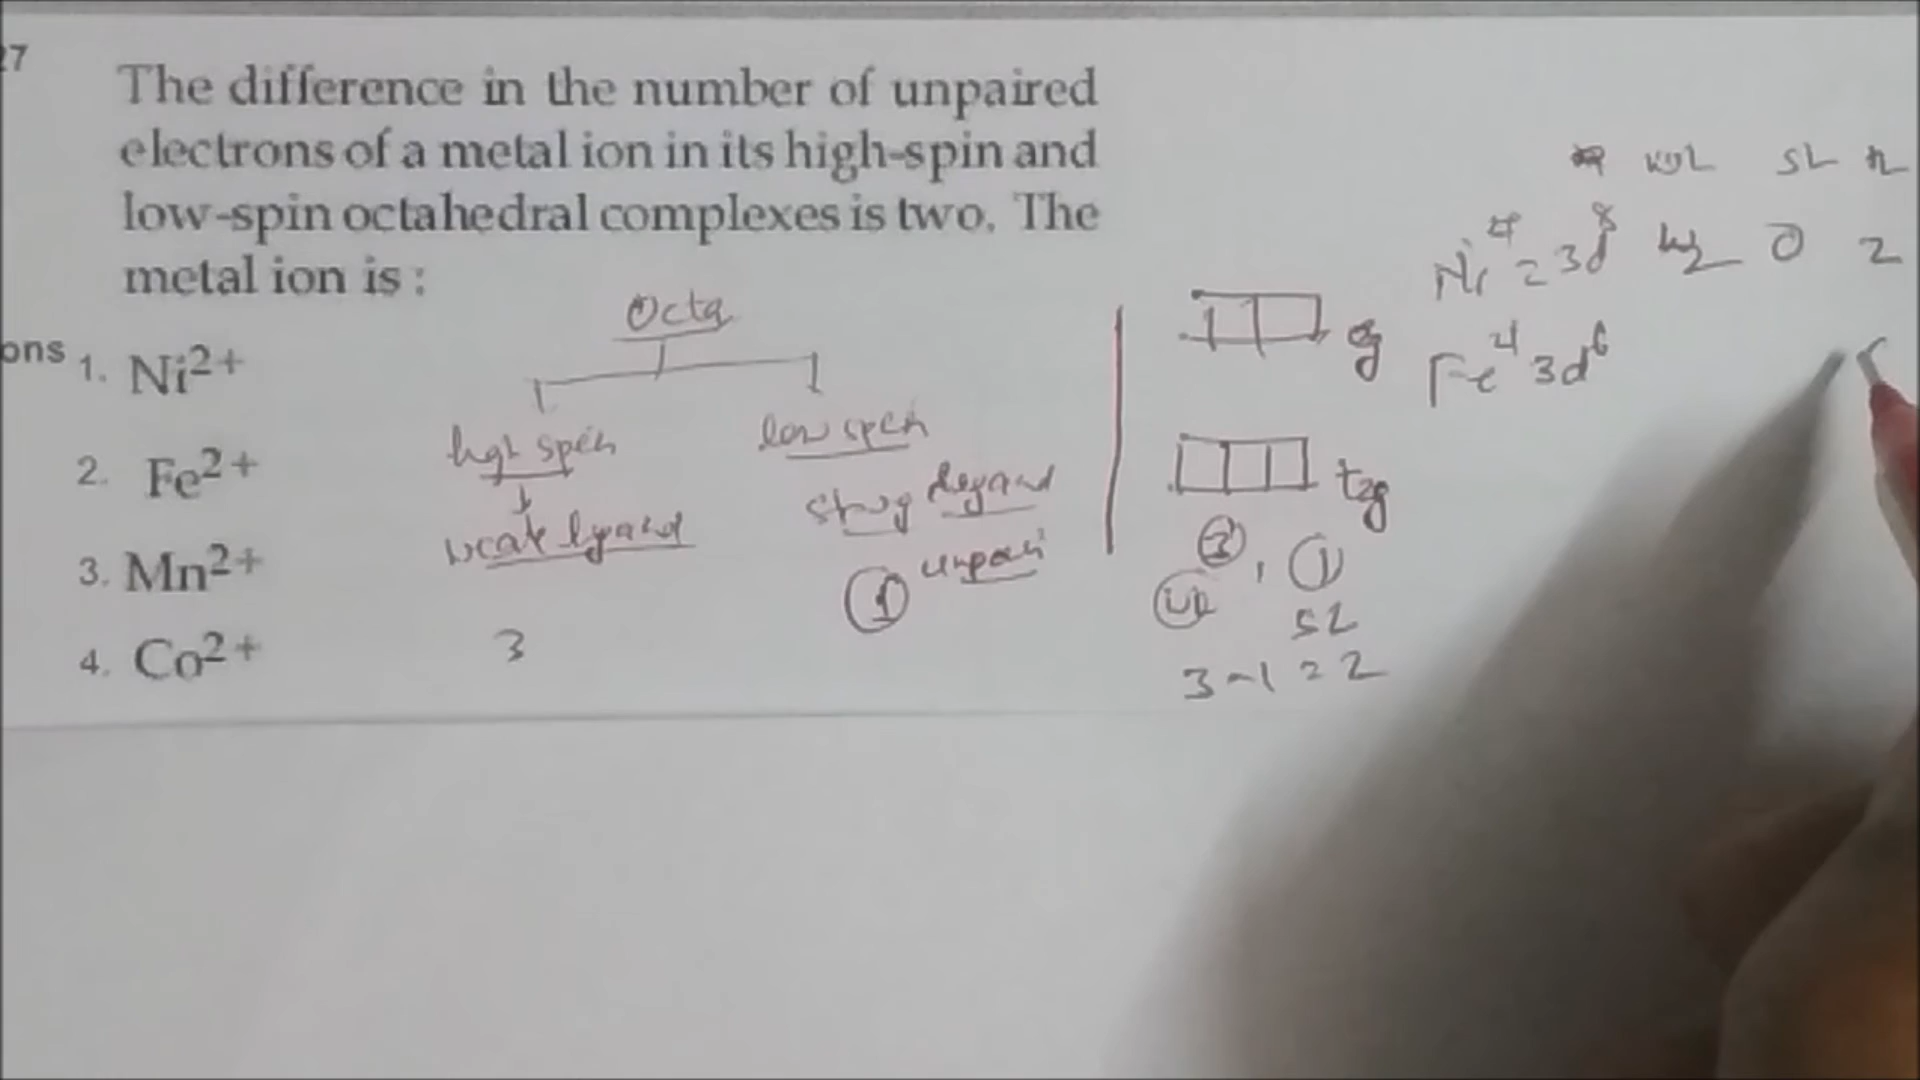 27
The difference in the number of unpaired
electrons of a metal ion in its high-spin and
low-spin octahedral complexes is two. The
metal ion is :
ons
1. Ni2+
2. Fe2+
3. Mn2+
4. Co2+
Octa
high spin
low spin
weak ligand
strong ligand
unpair
1
3
eg
t2g
3 , 1
SL
3 - 1 = 2
WL SL
Ni = 3d8 0 2
Fe 3d6